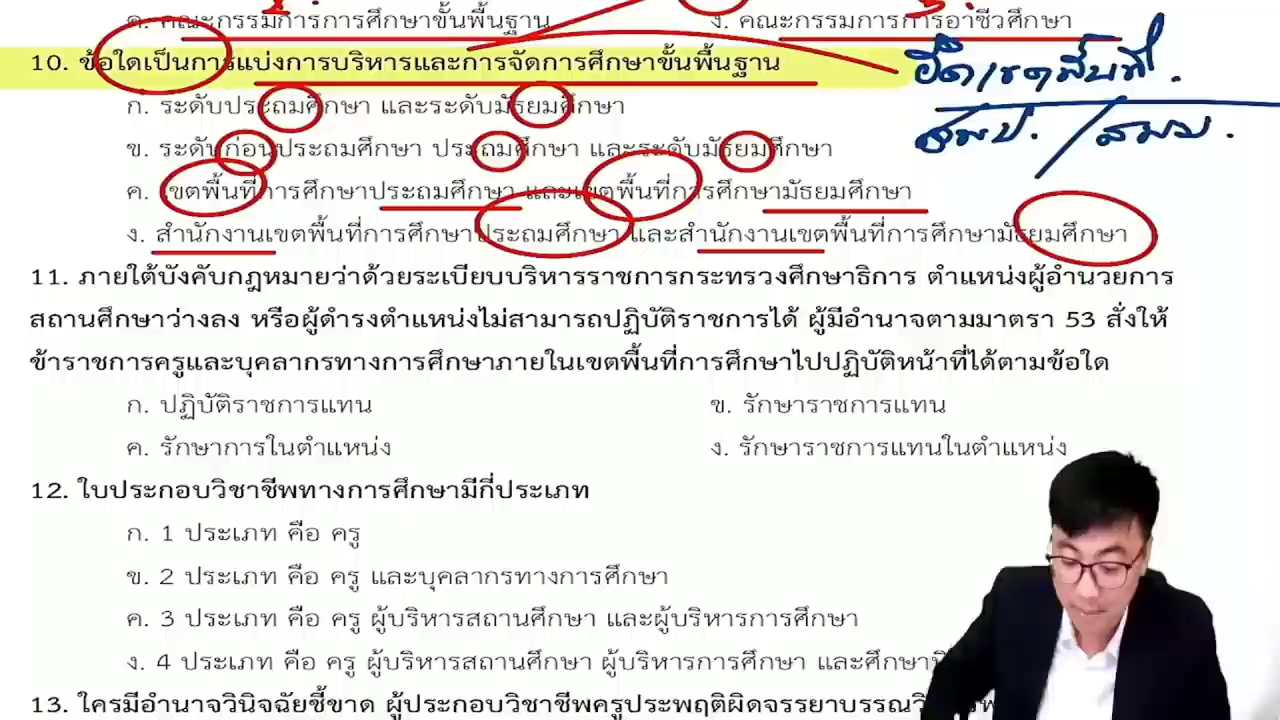 ค. คณะกรรมการการศึกษาขั้นพื้นฐาน ง. คณะกรรมการการอาชีวศึกษา
10. ข้อใดเป็นการแบ่งการบริหารและการจัดการศึกษาขั้นพื้นฐาน
ยึดเขตพื้นที่.
ก. ระดับประถมศึกษา และระดับมัธยมศึกษา
สพป. / สพม.
ข. ระดับก่อนประถมศึกษา ประถมศึกษา และระดับมัธยมศึกษา
ค. เขตพื้นที่การศึกษาประถมศึกษา และเขตพื้นที่การศึกษามัธยมศึกษา
ง. สำนักงานเขตพื้นที่การศึกษาประถมศึกษา และสำนักงานเขตพื้นที่การศึกษามัธยมศึกษา
11. ภายใต้บังคับกฎหมายว่าด้วยระเบียบบริหารราชการกระทรวงศึกษาธิการ ตำแหน่งผู้อำนวยการ
สถานศึกษาว่างลง หรือผู้ดำรงตำแหน่งไม่สามารถปฏิบัติราชการได้ ผู้มีอำนาจตามมาตรา 53 สั่งให้
ข้าราชการครูและบุคลากรทางการศึกษาภายในเขตพื้นที่การศึกษาไปปฏิบัติหน้าที่ได้ตามข้อใด
ก. ปฏิบัติราชการแทน ข. รักษาราชการแทน
ค. รักษาการในตำแหน่ง ง. รักษาราชการแทนในตำแหน่ง
12. ใบประกอบวิชาชีพทางการศึกษามีกี่ประเภท
ก. 1 ประเภท คือ ครู
ข. 2 ประเภท คือ ครู และบุคลากรทางการศึกษา
ค. 3 ประเภท คือ ครู ผู้บริหารสถานศึกษา และผู้บริหารการศึกษา
ง. 4 ประเภท คือ ครู ผู้บริหารสถานศึกษา ผู้บริหารการศึกษา และศึกษา
13. ใครมีอำนาจวินิจฉัยชี้ขาด ผู้ประกอบวิชาชีพครูประพฤติผิดจรรยาบรรณ